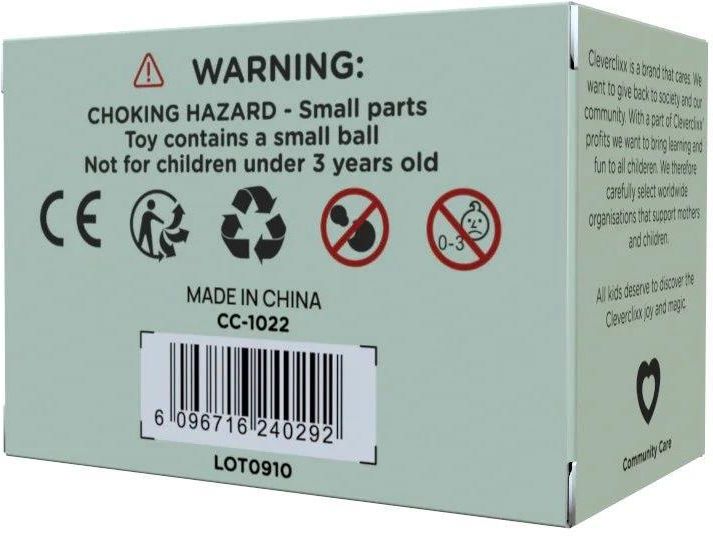 WARNING:
CHOKING HAZARD - Small parts
Toy contains a small ball
Not for children under 3 years old
CE
0-3
MADE IN CHINA
CC-1022
6 096716 240292
LOT0910
Cleverclixx is a brand that cares. We
want to give back to society and our
community. With a part of Cleverclixx'
profits we want to bring learning and
fun to all childeren. We therefore
carefully select worldwide
organisations that support mothers
and children.
All kids deserve to discover the
Cleverclixx joy and magic.
Community Care